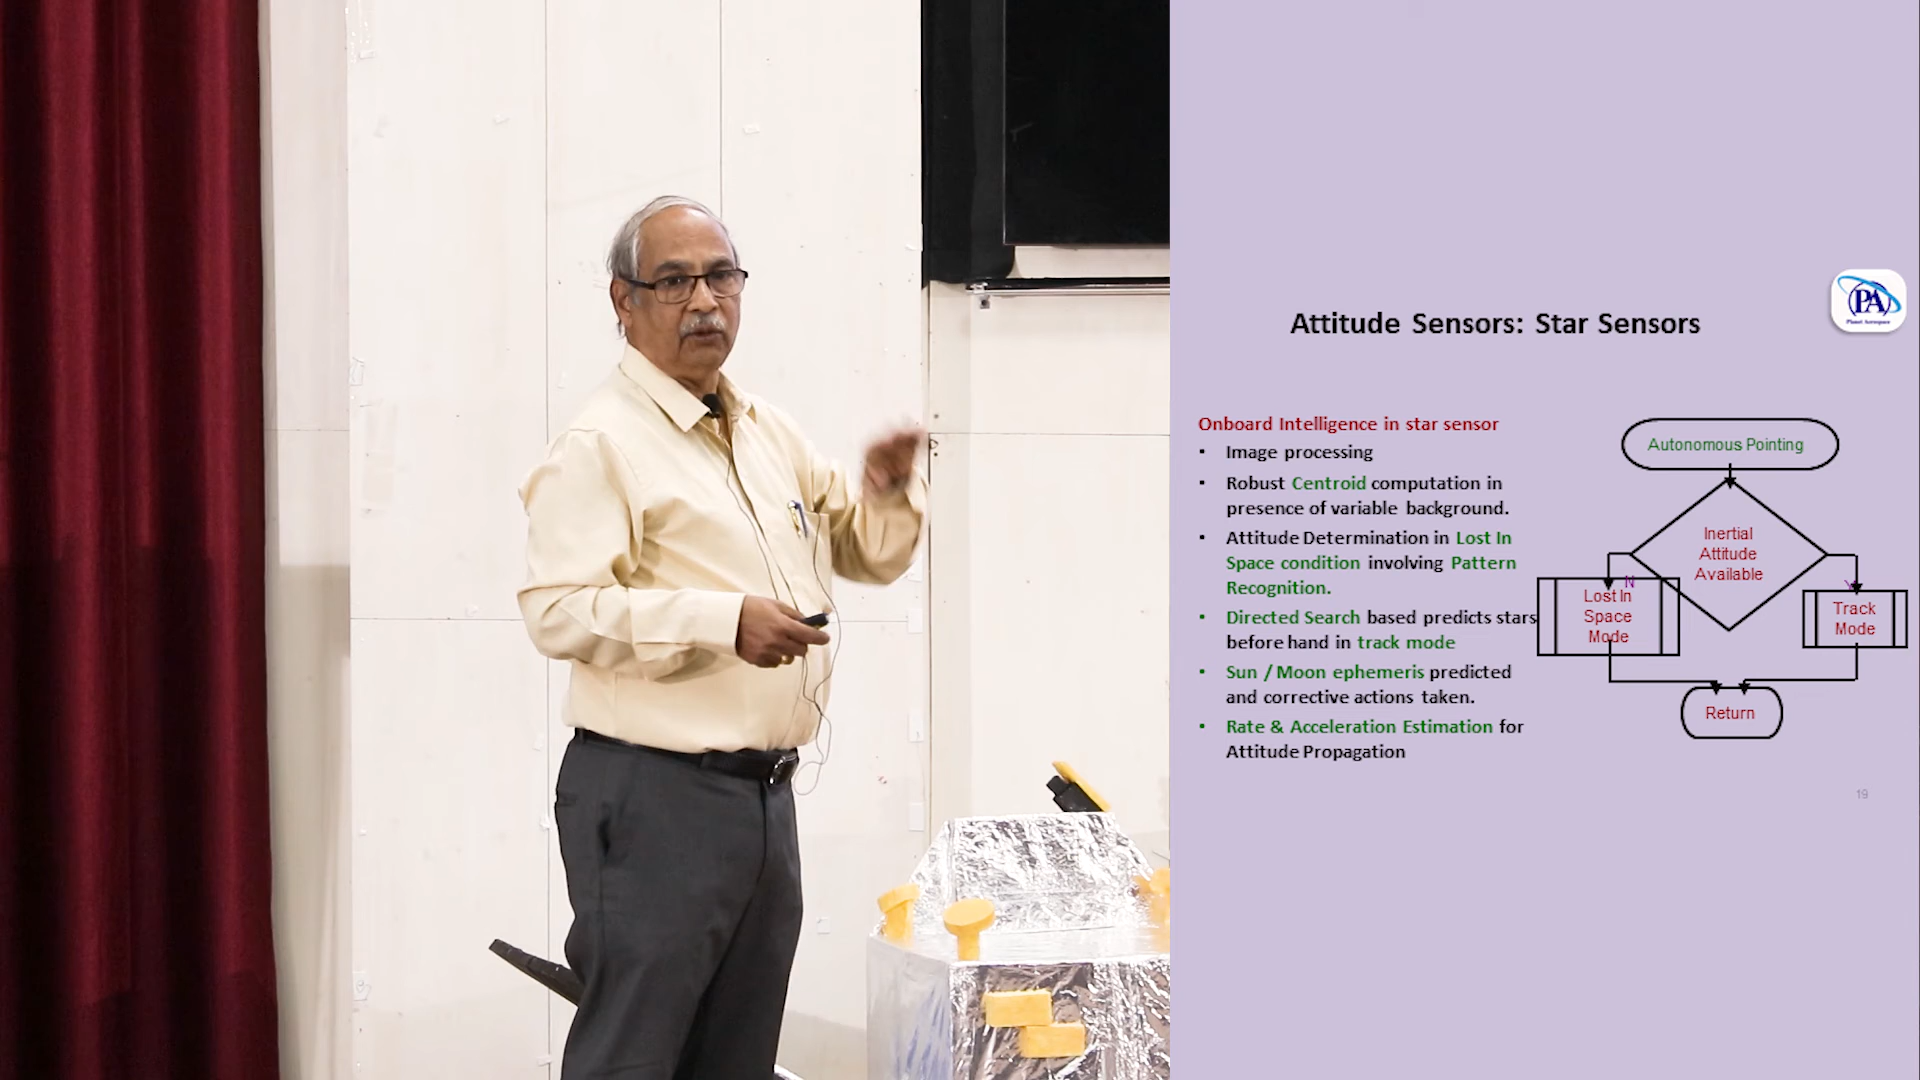 Attitude Sensors: Star Sensors
PA
Planet Aerospace
Onboard Intelligence in star sensor
▪ Image processing
▪ Robust Centroid computation in
presence of variable background.
▪ Attitude Determination in Lost In
Space condition involving Pattern
Recognition.
▪ Directed Search based predicts stars
before hand in track mode
▪ Sun / Moon ephemeris predicted
and corrective actions taken.
▪ Rate & Acceleration Estimation for
Attitude Propagation
Autonomous Pointing
Inertial
Attitude
Available
N
Y
Lost In
Space
Mode
Track
Mode
Return
19